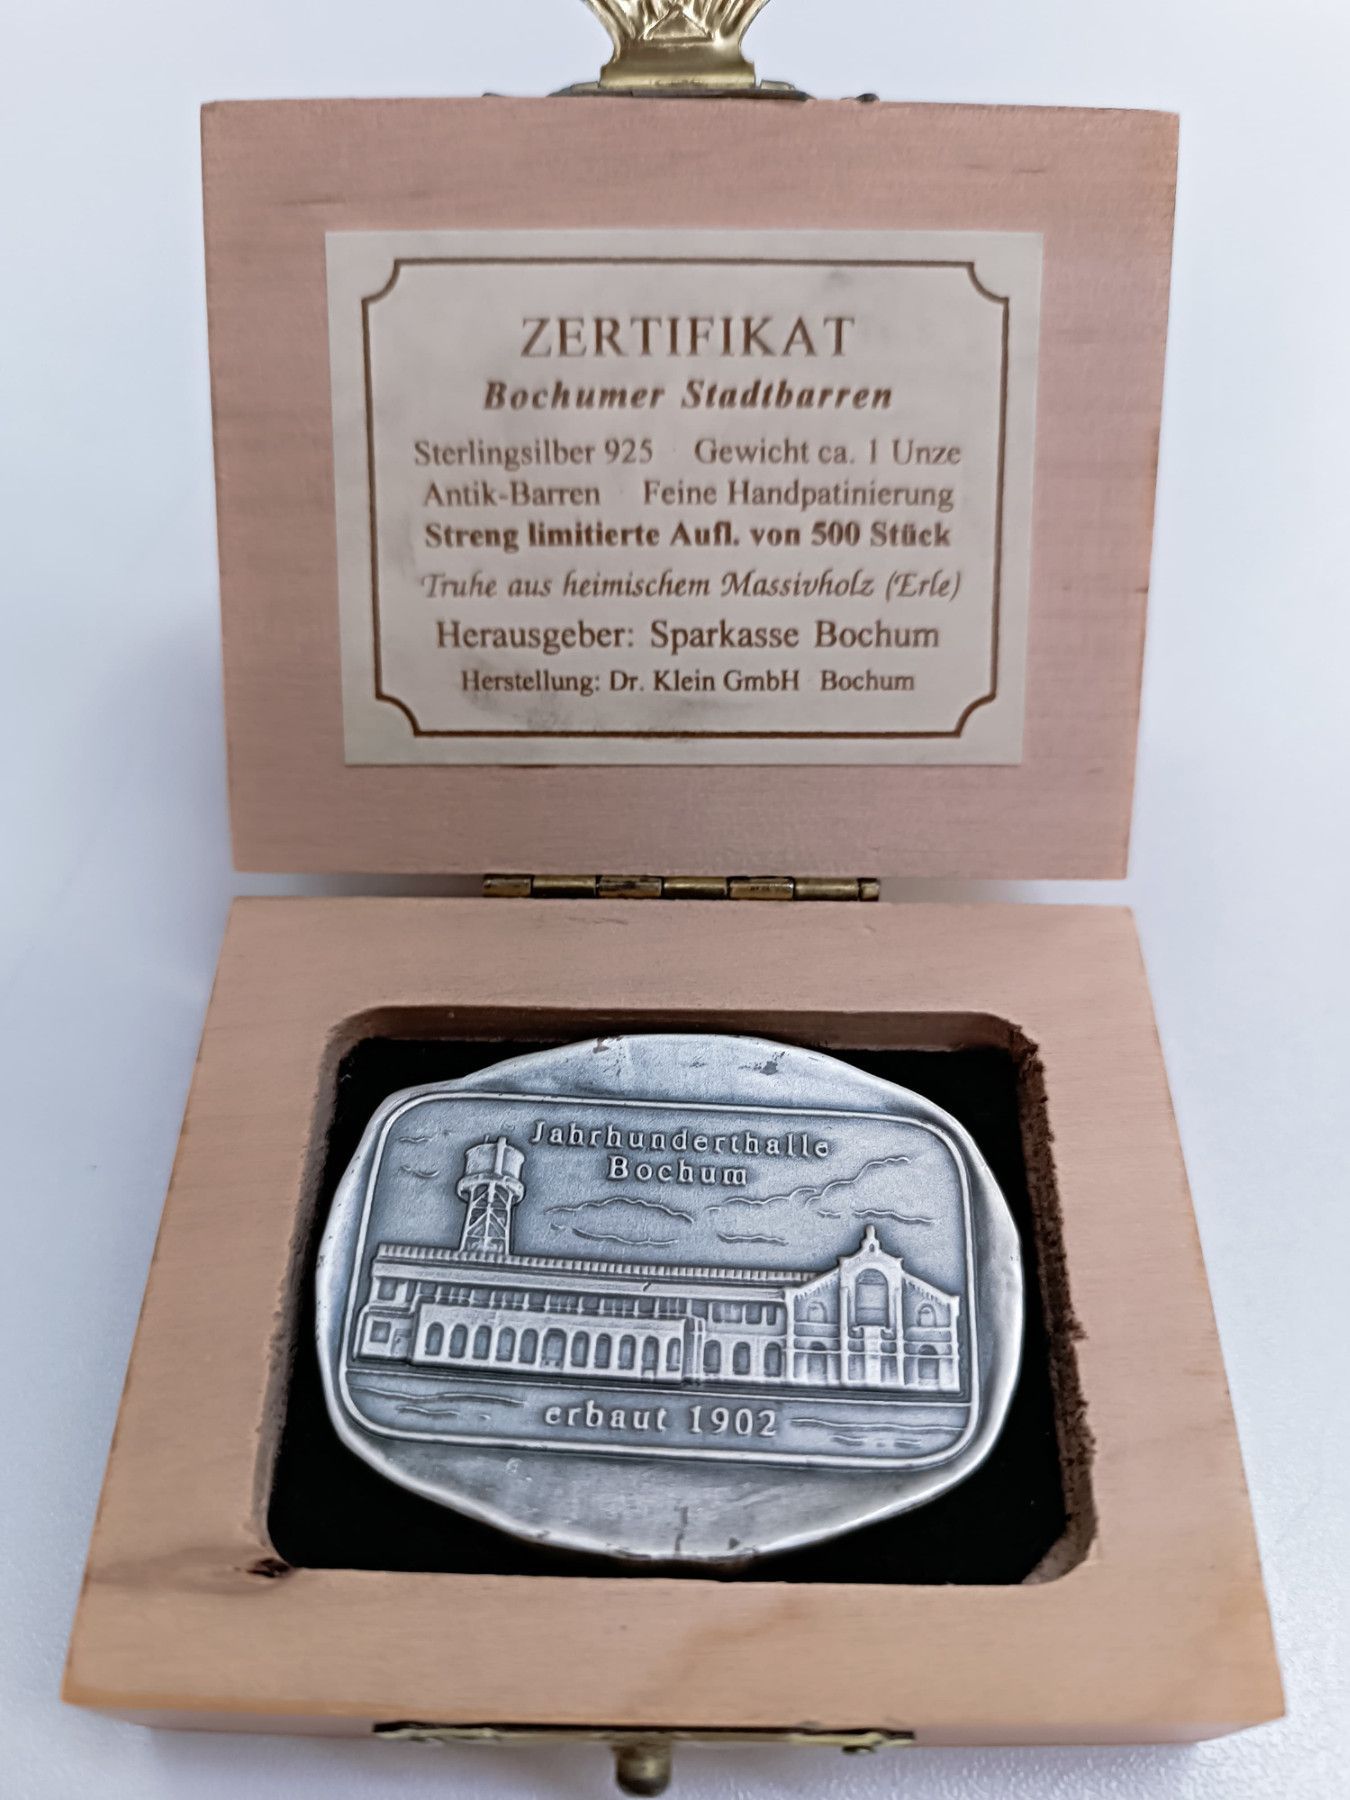 ZERTIFIKAT
Bochumer Stadtbarren
Sterlingsilber 925 Gewicht ca. 1 Unze
Antik-Barren Feine Handpatinierung
Streng limitierte Aufl. von 500 Stück
Truhe aus heimischem Massivholz (Erle)
Herausgeber: Sparkasse Bochum
Herstellung: Dr. Klein GmbH Bochum
Jahrhunderthalle
Bochum
erbaut 1902